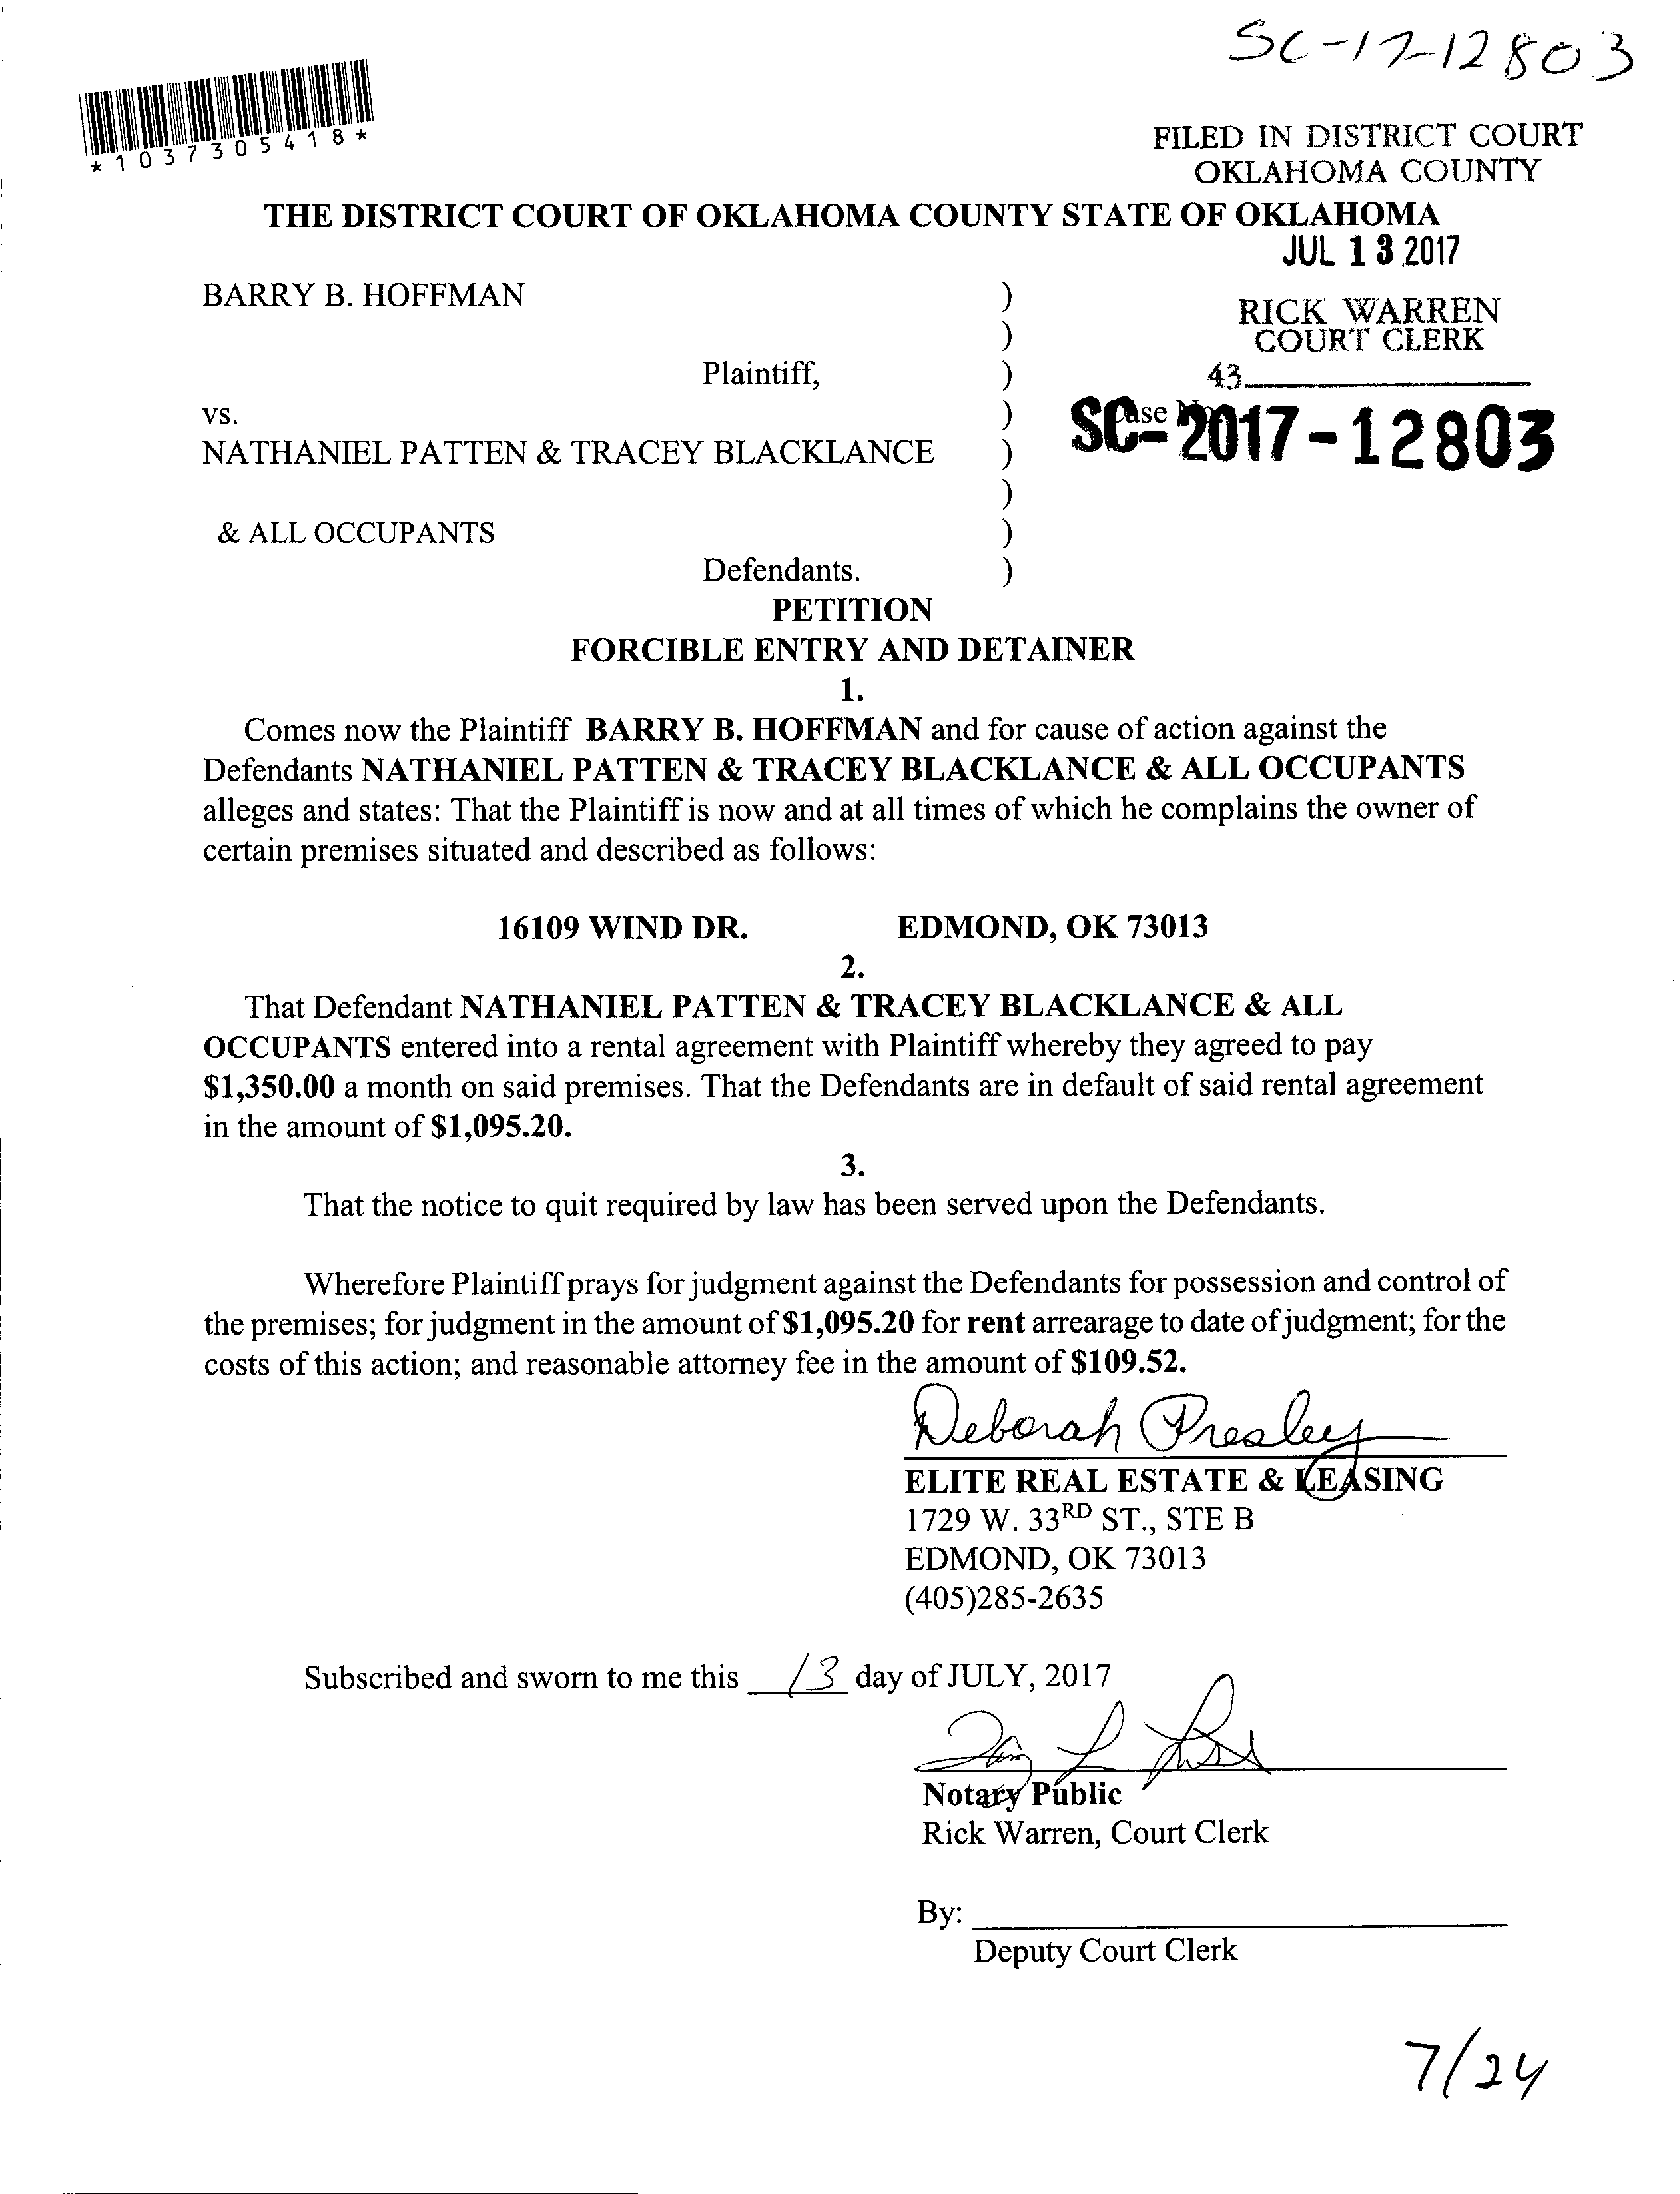 SC-17-12803
*1037305418*
FILED IN DISTRICT COURT
OKLAHOMA COUNTY
THE DISTRICT COURT OF OKLAHOMA COUNTY STATE OF OKLAHOMA
JUL 13 2017
BARRY B. HOFFMAN )
)
RICK WARREN
COURT CLERK
Plaintiff, )
43
vs. )
SC-2017-12803
NATHANIEL PATTEN & TRACEY BLACKLANCE )
)
& ALL OCCUPANTS )
Defendants. )
PETITION
FORCIBLE ENTRY AND DETAINER
1.
Comes now the Plaintiff BARRY B. HOFFMAN and for cause of action against the
Defendants NATHANIEL PATTEN & TRACEY BLACKLANCE & ALL OCCUPANTS
alleges and states: That the Plaintiff is now and at all times of which he complains the owner of
certain premises situated and described as follows:
16109 WIND DR. EDMOND, OK 73013
2.
That Defendant NATHANIEL PATTEN & TRACEY BLACKLANCE & ALL
OCCUPANTS entered into a rental agreement with Plaintiff whereby they agreed to pay
$1,350.00 a month on said premises. That the Defendants are in default of said rental agreement
in the amount of $1,095.20.
3.
That the notice to quit required by law has been served upon the Defendants.
Wherefore Plaintiff prays for judgment against the Defendants for possession and control of
the premises; for judgment in the amount of $1,095.20 for rent arrearage to date of judgment; for the
costs of this action; and reasonable attorney fee in the amount of $109.52.
Deborah Presley
ELITE REAL ESTATE & LEASING
1729 W. 33RD ST., STE B
EDMOND, OK 73013
(405)285-2635
Subscribed and sworn to me this 13 day of JULY, 2017
Notary Public
Rick Warren, Court Clerk
By:
Deputy Court Clerk
7/24